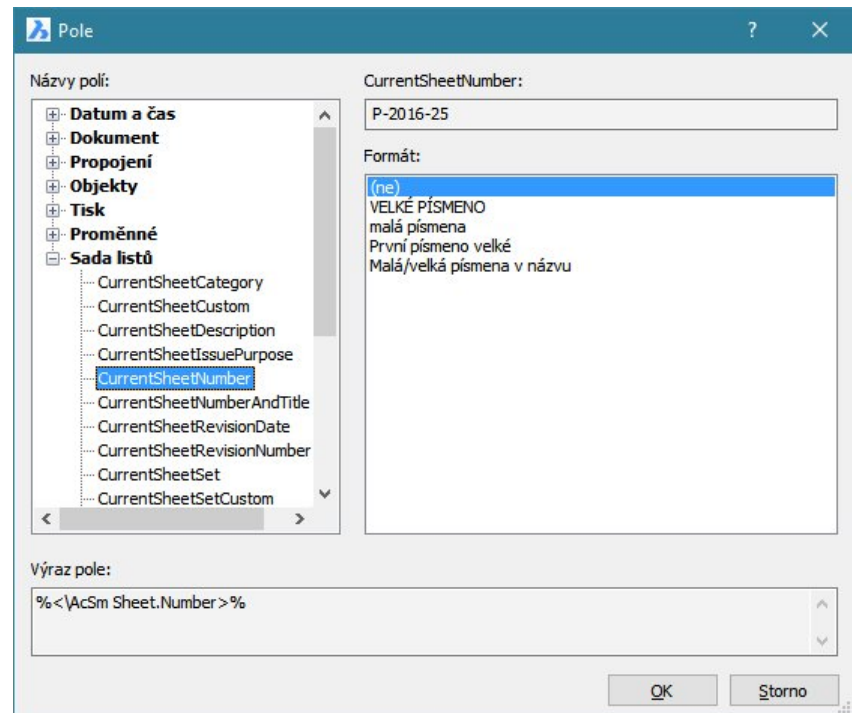 Pole
Názvy polí:
Datum a čas
Dokument
Propojení
Objekty
Tisk
Proměnné
Sada listů
CurrentSheetCategory
CurrentSheetCustom
CurrentSheetDescription
CurrentSheetIssuePurpose
CurrentSheetNumber
CurrentSheetNumberAndTitle
CurrentSheetRevisionDate
CurrentSheetRevisionNumber
CurrentSheetSet
CurrentSheetSetCustom
CurrentSheetNumber:
P-2016-25
Formát:
(ne)
VELKÉ PÍSMENO
malá písmena
První písmeno velké
Malá/velká písmena v názvu
Výraz pole:
%<\AcSm Sheet.Number>%
OK
Storno